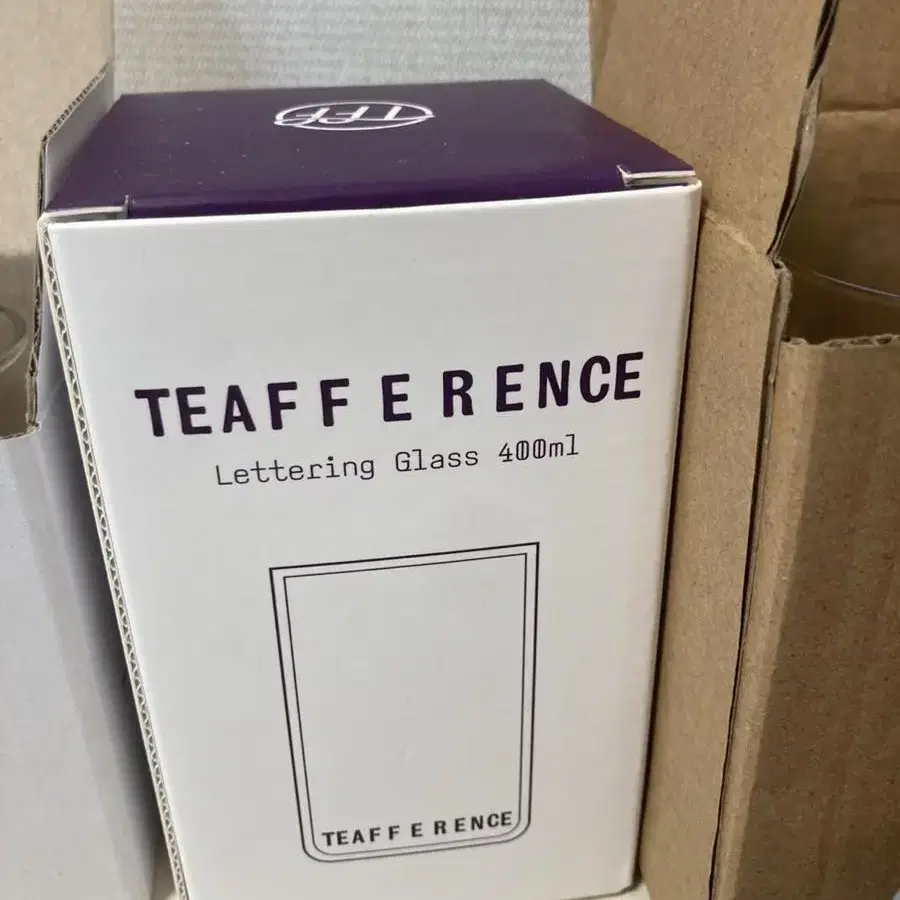 TFF
TEAFFERENCE
Lettering Glass 400ml
TEAFFERENCE